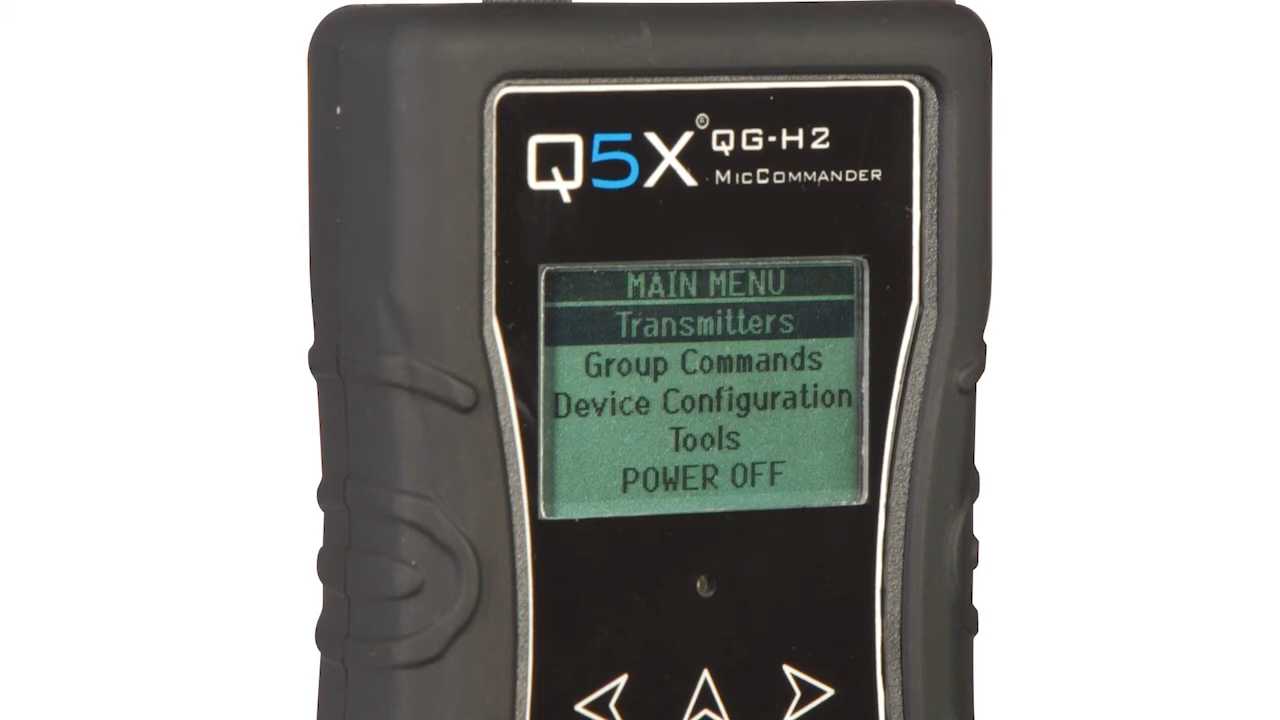 Q5X® QG-H2
MicCommander
MAIN MENU
Transmitters
Group Commands
Device Configuration
Tools
POWER OFF